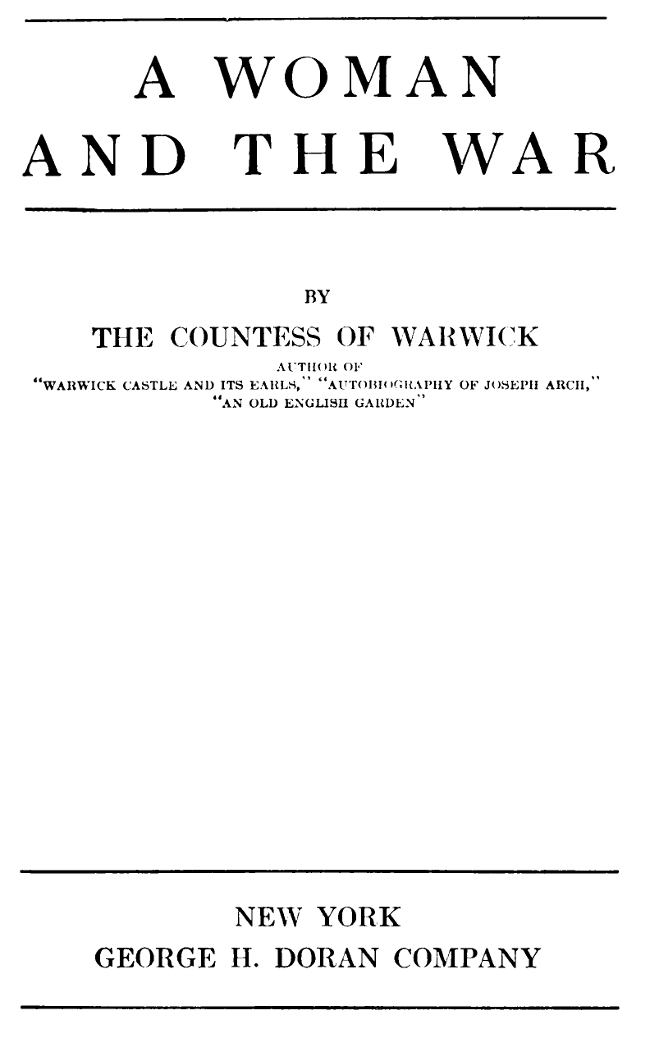 A WOMAN
AND THE WAR
BY
THE COUNTESS OF WARWICK
AUTHOR OF
"WARWICK CASTLE AND ITS EARLS," "AUTOBIOGRAPHY OF JOSEPH ARCH,"
"AN OLD ENGLISH GARDEN"
NEW YORK
GEORGE H. DORAN COMPANY